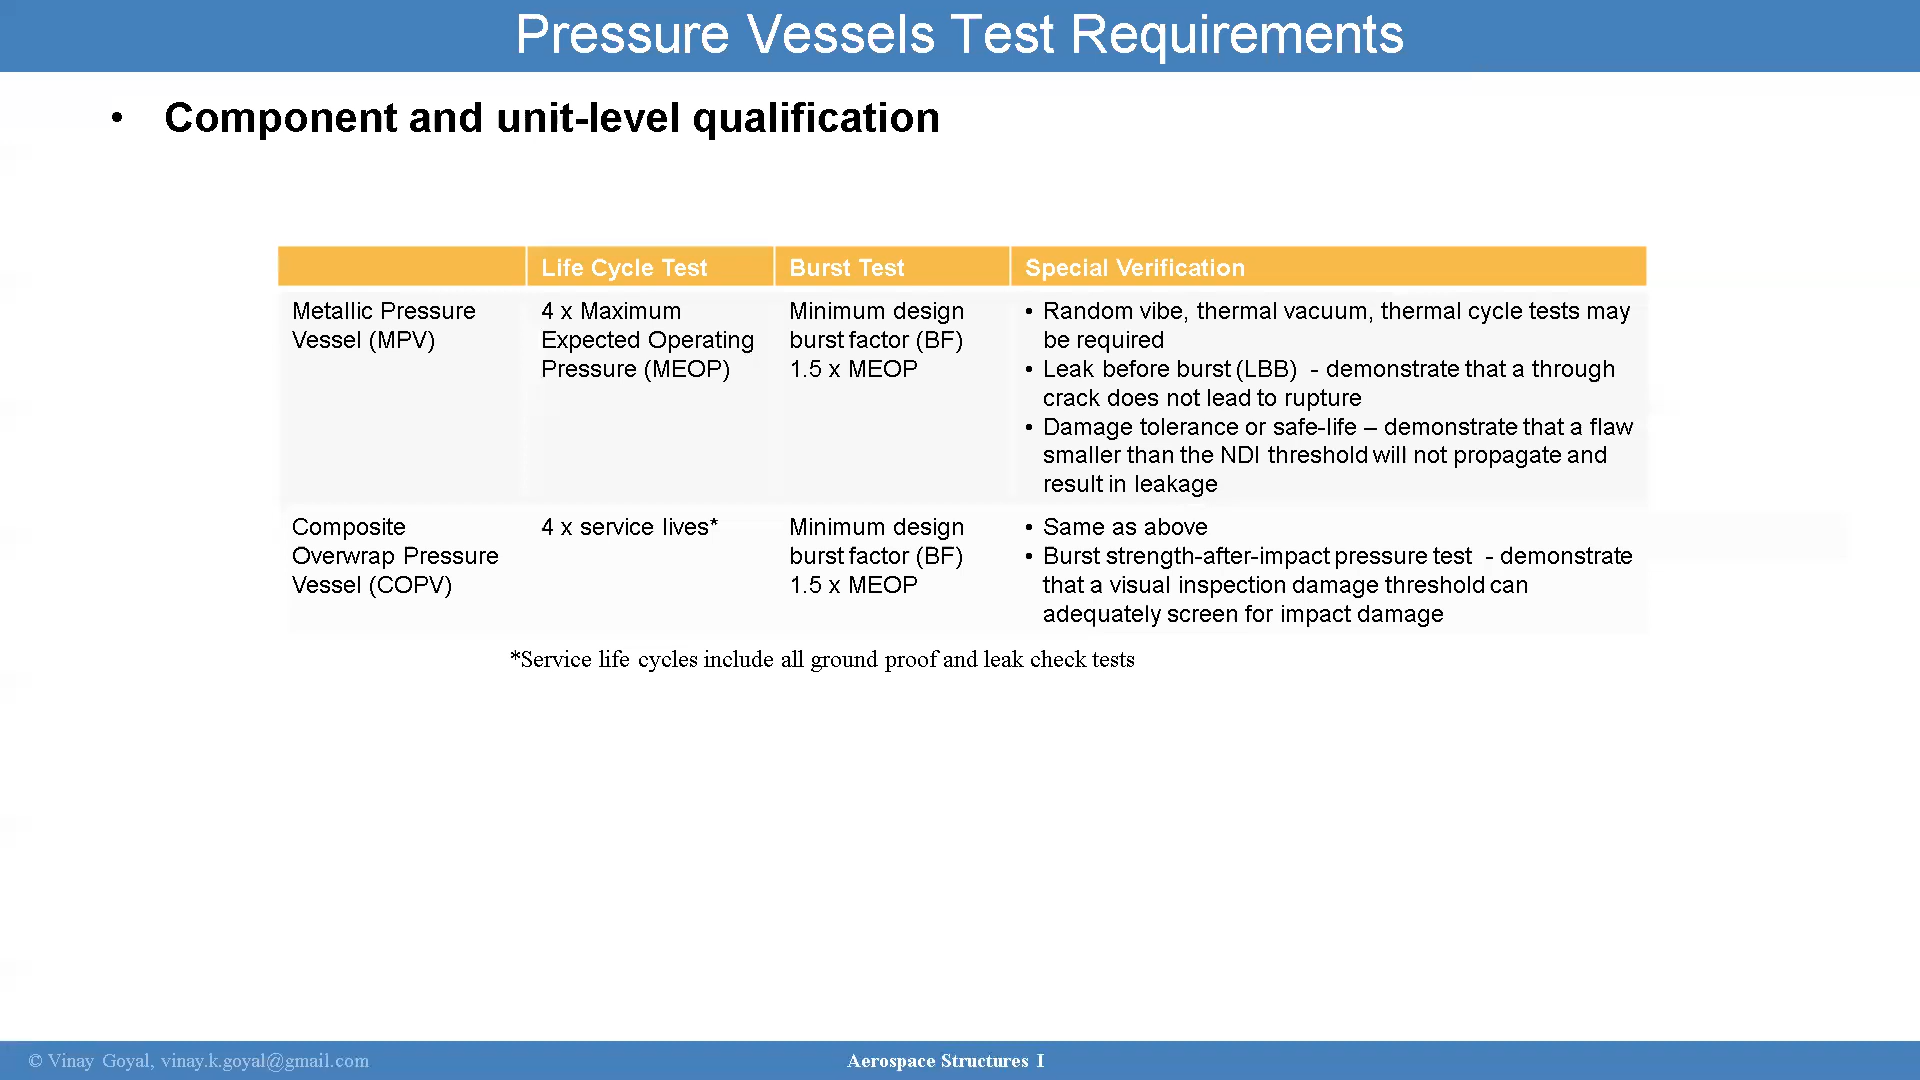 Pressure Vessels Test Requirements
• Component and unit-level qualification
Life Cycle Test
Burst Test
Special Verification
Metallic Pressure
Vessel (MPV)
4 x Maximum
Expected Operating
Pressure (MEOP)
Minimum design
burst factor (BF)
1.5 x MEOP
• Random vibe, thermal vacuum, thermal cycle tests may
be required
• Leak before burst (LBB) - demonstrate that a through
crack does not lead to rupture
• Damage tolerance or safe-life – demonstrate that a flaw
smaller than the NDI threshold will not propagate and
result in leakage
Composite
Overwrap Pressure
Vessel (COPV)
4 x service lives*
Minimum design
burst factor (BF)
1.5 x MEOP
• Same as above
• Burst strength-after-impact pressure test - demonstrate
that a visual inspection damage threshold can
adequately screen for impact damage
*Service life cycles include all ground proof and leak check tests
© Vinay Goyal, vinay.k.goyal@gmail.com
Aerospace Structures I